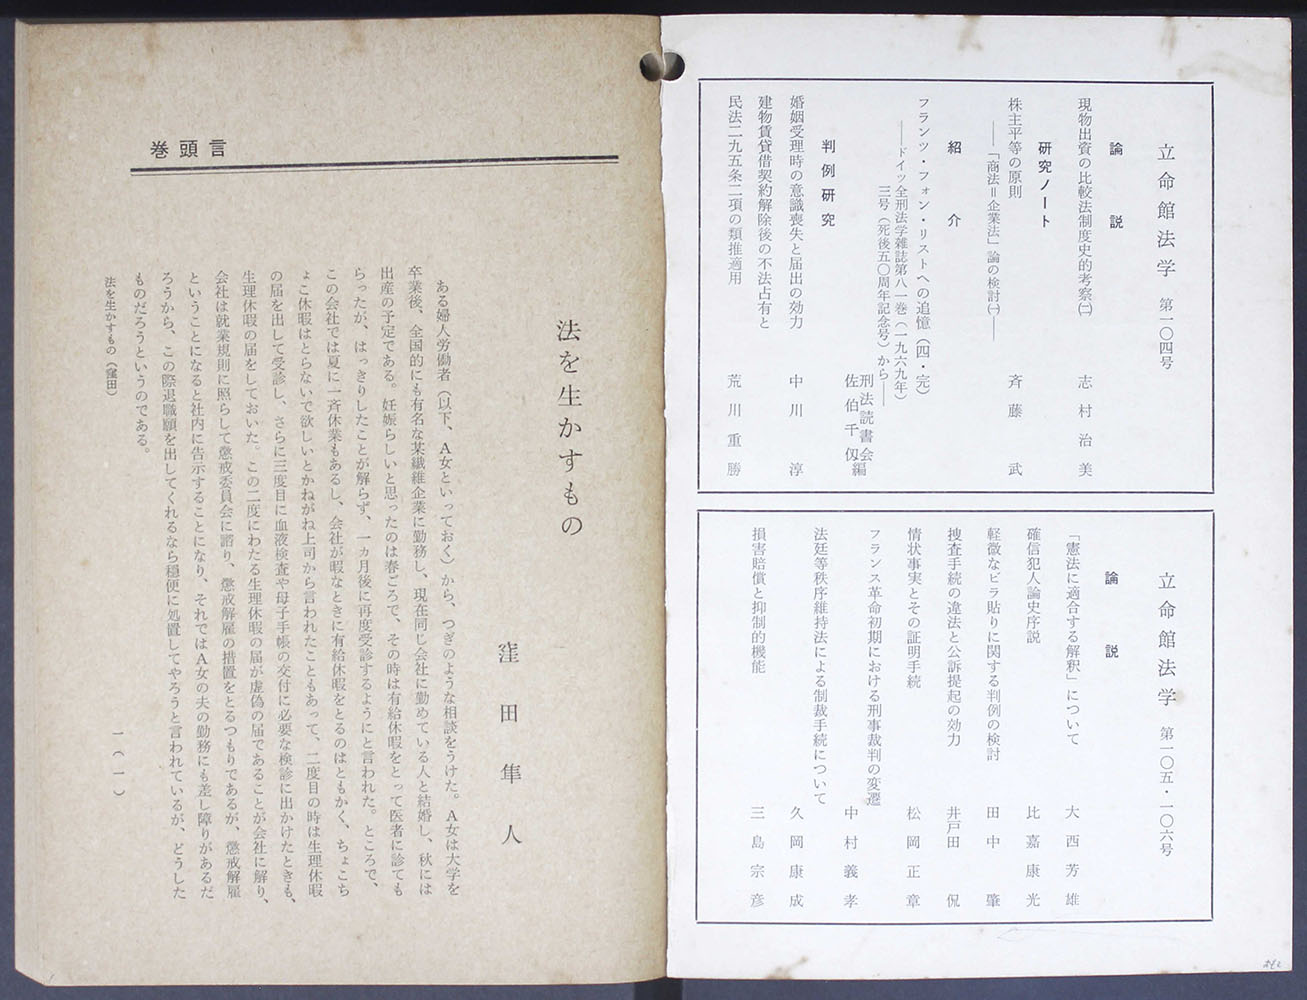 立命館法学　第一〇四号
論説
現物出資の比較法制度史的考察㈡　志村治美
研究ノート
株主平等の原則　斉藤武
――「商法＝企業法」論の検討㈠――
紹介
フランツ・フォン・リストへの追憶（四・完）
――ドイツ全刑法学雑誌第八一巻（一九六九年）
三号（死後五〇周年記念号）から――
刑法読書会
佐伯千仭編
判例研究
婚姻受理時の意識喪失と届出の効力　中川淳
建物賃貸借契約解除後の不法占有と
民法二九五条二項の類推適用　荒川重勝
立命館法学　第一〇五・一〇六号
論説
「憲法に適合する解釈」について　大西芳雄
確信犯人論史序説　比嘉康光
軽微なビラ貼りに関する判例の検討　田中肇
捜査手続の違法と公訴提起の効力　井戸田侃
情状事実とその証明手続　松岡正章
フランス革命初期における刑事裁判の変遷　中村義孝
法廷等秩序維持法による制裁手続について　久岡康成
損害賠償と抑制的機能　三島宗彦
巻頭言
法を生かすもの
窪田隼人
ある婦人労働者（以下、Ａ女といっておく）から、つぎのような相談をうけた。Ａ女は大学を
卒業後、全国的にも有名な某繊維企業に勤務し、現在同じ会社に勤めている人と結婚し、秋には
出産の予定である。妊娠らしいと思ったのは春ごろで、その時は有給休暇をとって医者に診ても
らったが、はっきりしたことが解らず、一ヵ月後に再度受診するようにと言われた。ところで、
この会社では夏に一斉休業もあるし、会社が暇なときに有給休暇をとるのはともかく、ちょこち
ょこ休暇はとらないで欲しいとかねがね上司から言われたこともあって、二度目の時は生理休暇
の届を出して受診し、さらに三度目に血液検査や母子手帳の交付に必要な検診に出かけたときも、
生理休暇の届をしておいた。この二度にわたる生理休暇の届が虚偽の届であることが会社に解り、
会社は就業規則に照らして懲戒委員会に諮り、懲戒解雇の措置をとるつもりであるが、懲戒解雇
ということになると社内に告示することになり、それではＡ女の夫の勤務にも差し障りがあるだ
ろうから、この際退職願を出してくれるなら穏便に処置してやろうと言われているが、どうした
ものだろうというのである。
法を生かすもの（窪田）
一（一）